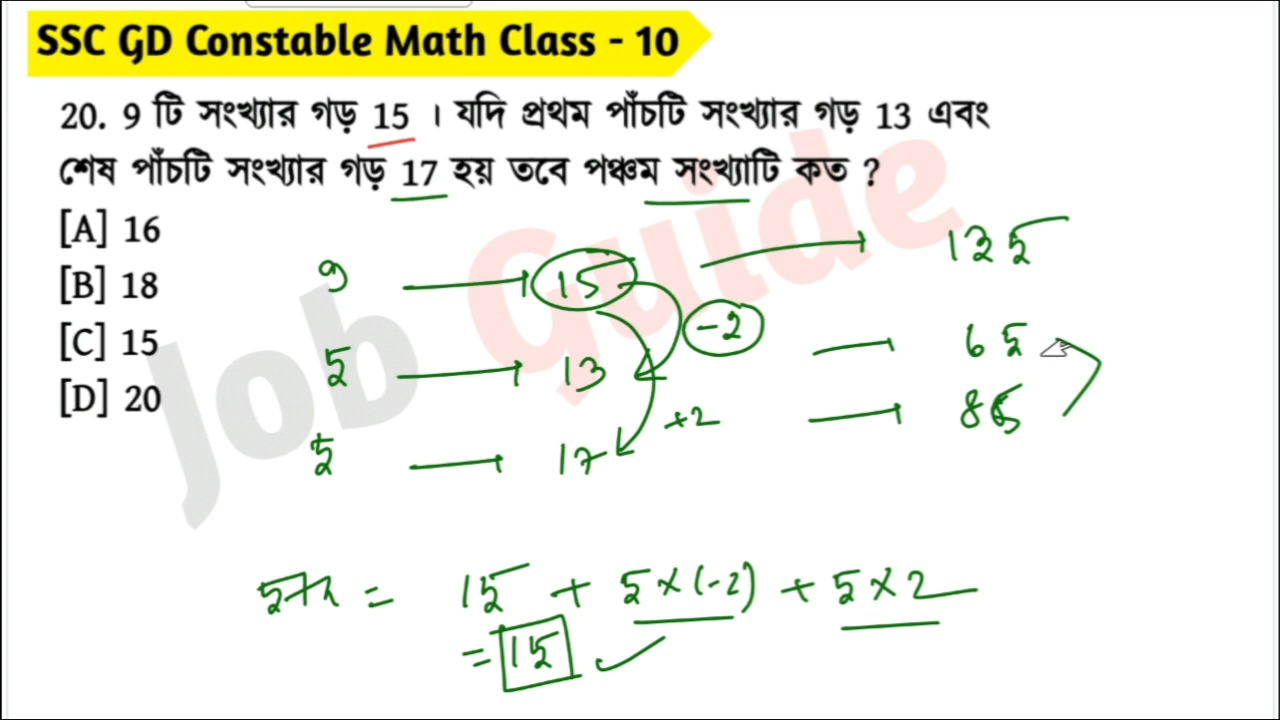 SSC GD Constable Math Class - 10
20. 9 টি সংখ্যার গড় 15 । যদি প্রথম পাঁচটি সংখ্যার গড় 13 এবং
শেষ পাঁচটি সংখ্যার গড় 17 হয় তবে পঞ্চম সংখ্যাটি কত ?
[A] 16
[B] 18
[C] 15
[D] 20
Job Guide
9 → 15 → 135
-2
5 → 13 — 65
+2
5 → 17 → 85
5th = 15 + 5×(-2) + 5×2
= 15 ✓